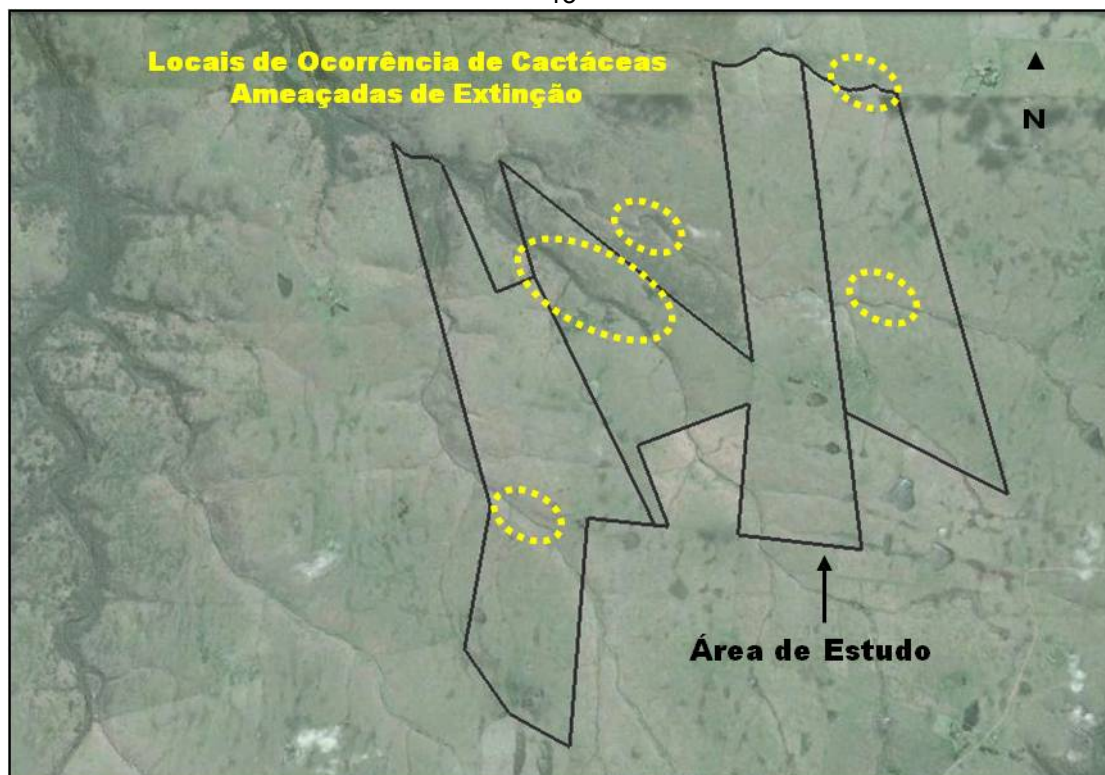 Locais de Ocorrência de Cactáceas
Ameaçadas de Extinção
N
Área de Estudo